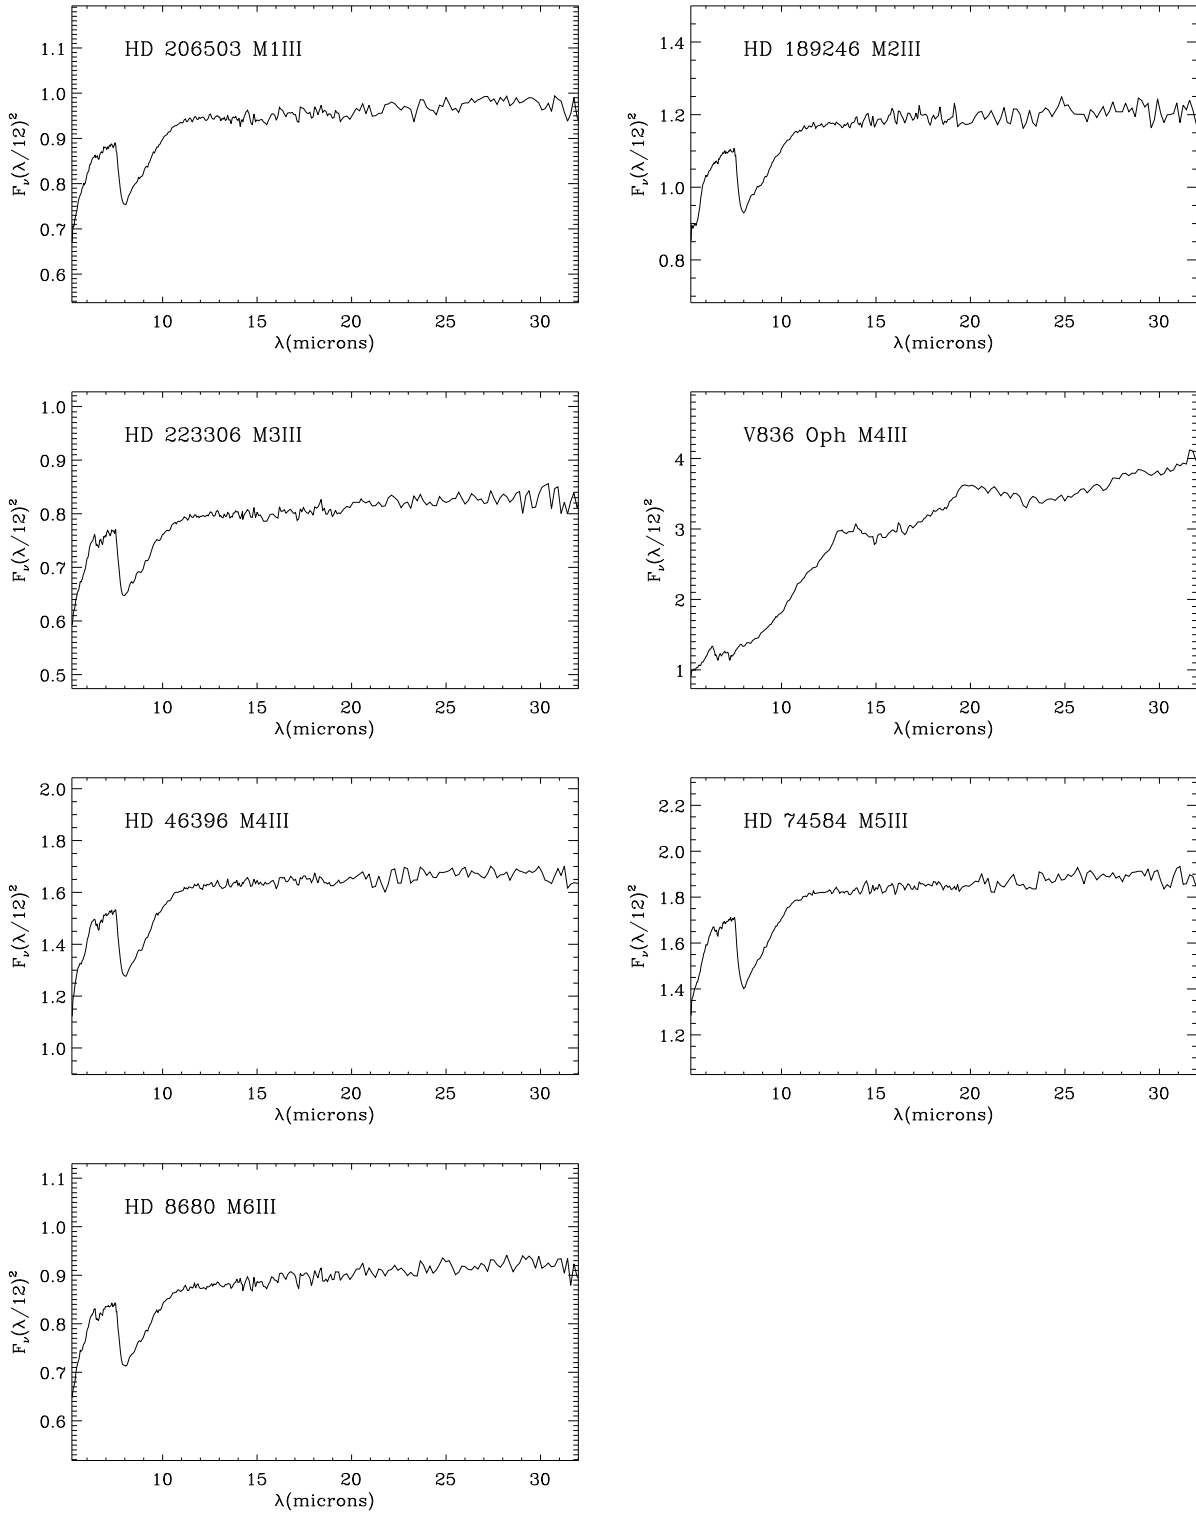 HD 206503 M1III
1.1
1.0
0.9
0.8
0.7
0.6
Fν(λ/12)²
10 15 20 25 30
λ(microns)
HD 189246 M2III
1.4
1.2
1.0
0.8
Fν(λ/12)²
10 15 20 25 30
λ(microns)
HD 223306 M3III
1.0
0.9
0.8
0.7
0.6
0.5
Fν(λ/12)²
10 15 20 25 30
λ(microns)
V836 Oph M4III
4
3
2
1
Fν(λ/12)²
10 15 20 25 30
λ(microns)
HD 46396 M4III
2.0
1.8
1.6
1.4
1.2
1.0
Fν(λ/12)²
10 15 20 25 30
λ(microns)
HD 74584 M5III
2.2
2.0
1.8
1.6
1.4
1.2
Fν(λ/12)²
10 15 20 25 30
λ(microns)
HD 8680 M6III
1.1
1.0
0.9
0.8
0.7
0.6
Fν(λ/12)²
10 15 20 25 30
λ(microns)